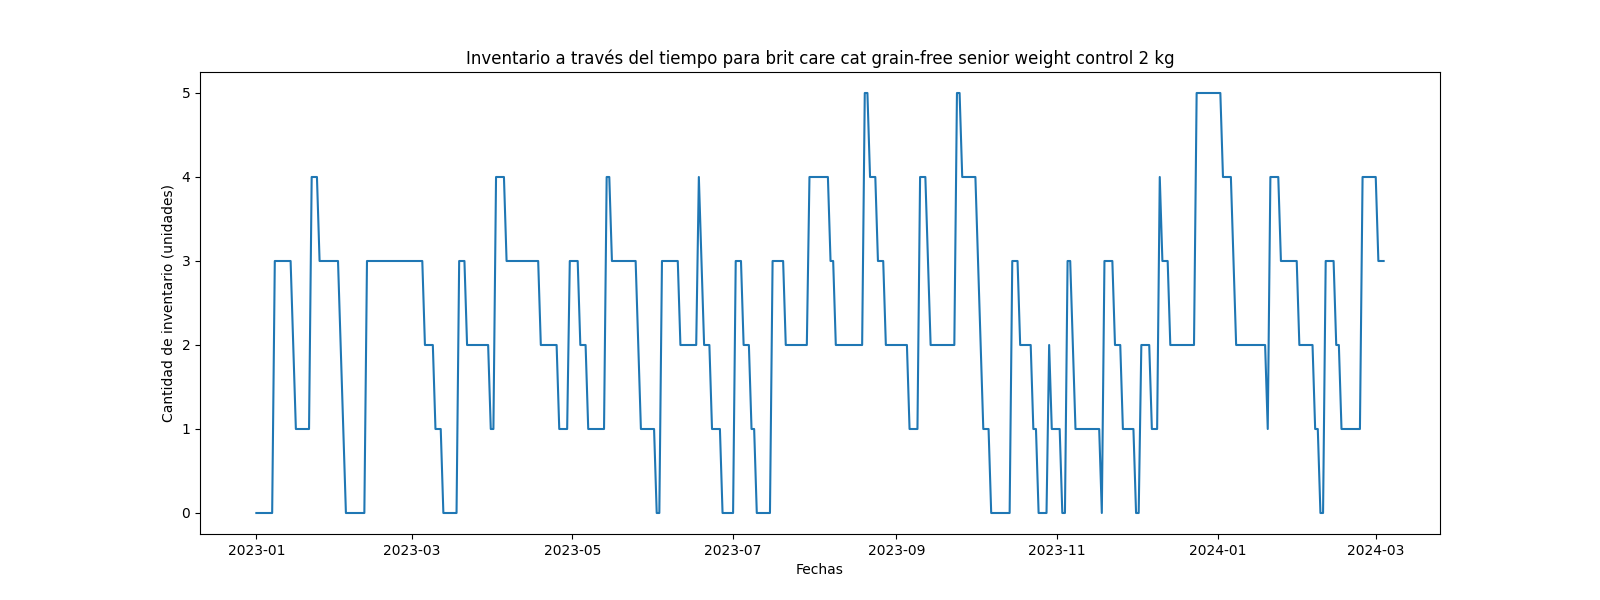 Inventario a través del tiempo para brit care cat grain-free senior weight control 2 kg
Cantidad de inventario (unidades)
5
4
3
2
1
0
2023-01 2023-03 2023-05 2023-07 2023-09 2023-11 2024-01 2024-03
Fechas